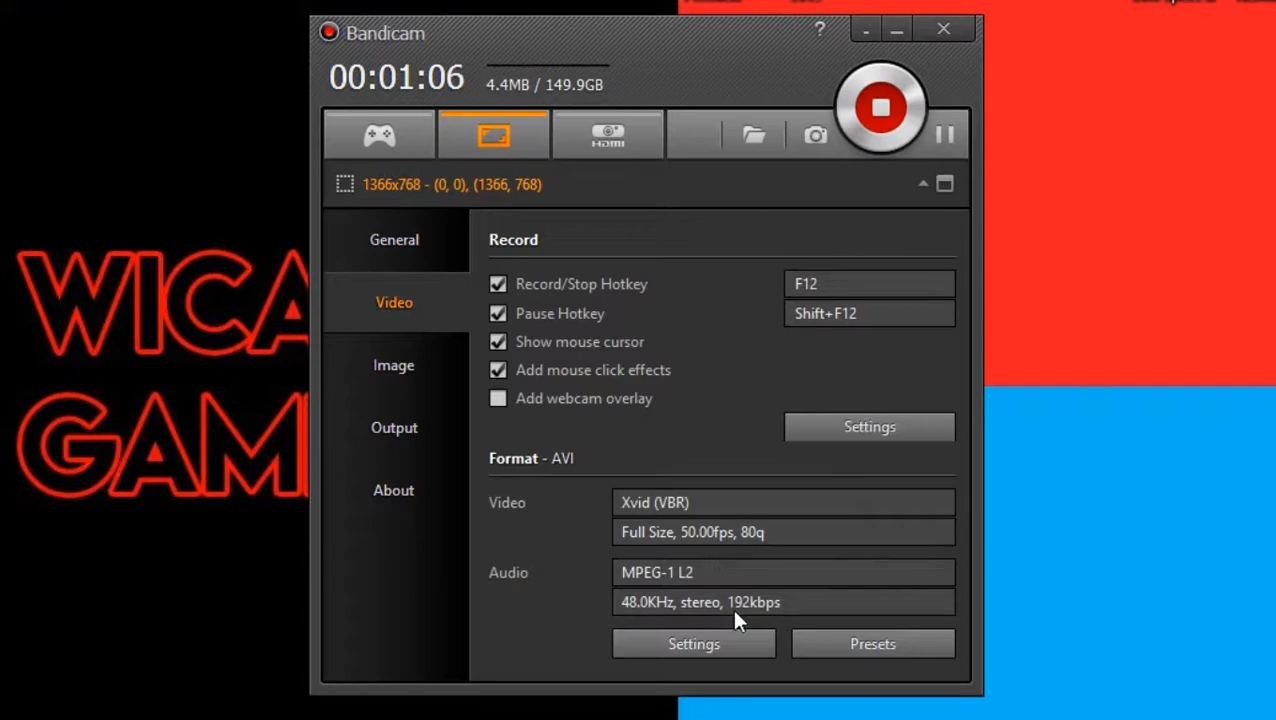 Bandicam
?
00:01:06
4.4MB / 149.9GB
HDMI
1366x768 - (0, 0), (1366, 768)
General
Video
Image
Output
About
Record
Record/Stop Hotkey F12
Pause Hotkey Shift+F12
Show mouse cursor
Add mouse click effects
Add webcam overlay
Settings
Format - AVI
Video Xvid (VBR)
Full Size, 50.00fps, 80q
Audio MPEG-1 L2
48.0KHz, stereo, 192kbps
Settings Presets
WICA
GAM